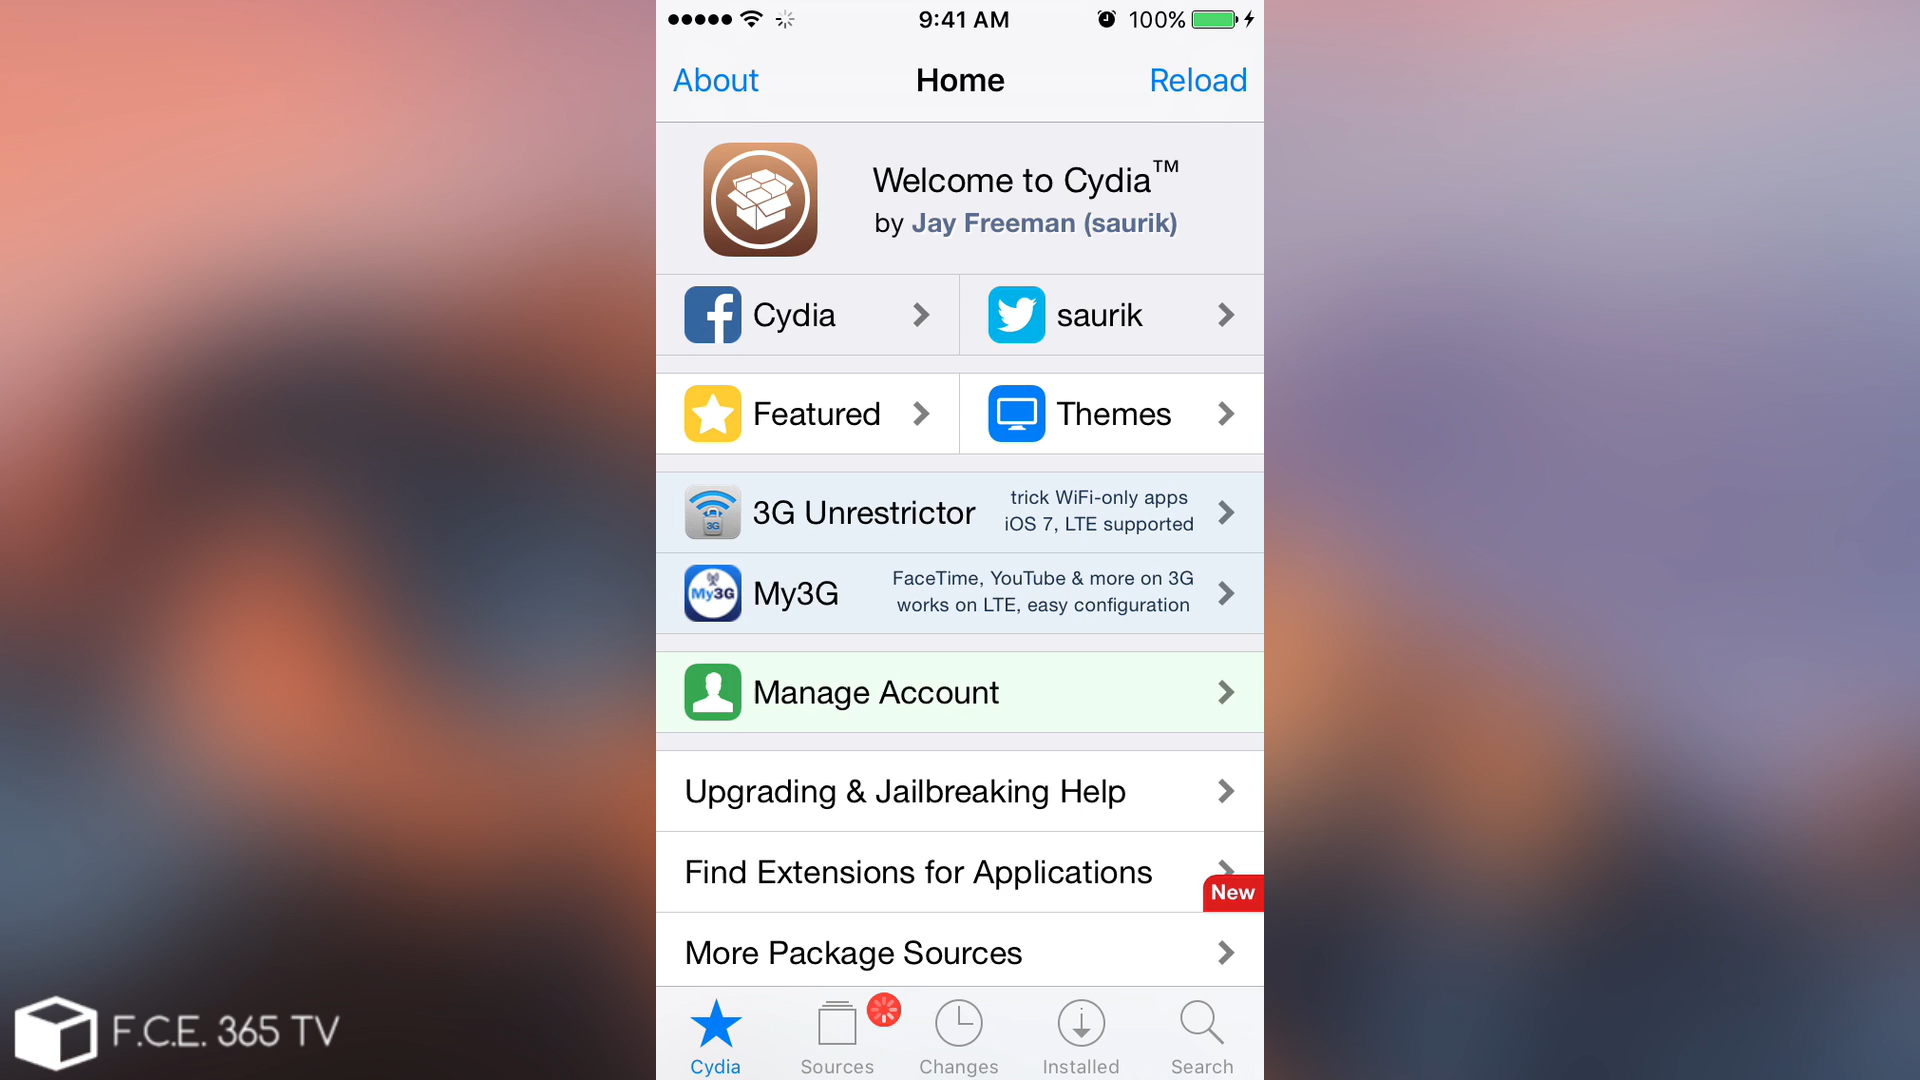 9:41 AM
100%
About
Home
Reload
Welcome to Cydia™
by Jay Freeman (saurik)
Cydia
saurik
Featured
Themes
3G
3G Unrestrictor
trick WiFi-only apps
iOS 7, LTE supported
My3G
My3G
FaceTime, YouTube & more on 3G
works on LTE, easy configuration
Manage Account
Upgrading & Jailbreaking Help
Find Extensions for Applications
New
More Package Sources
Cydia
Sources
Changes
Installed
Search
F.C.E. 365 TV